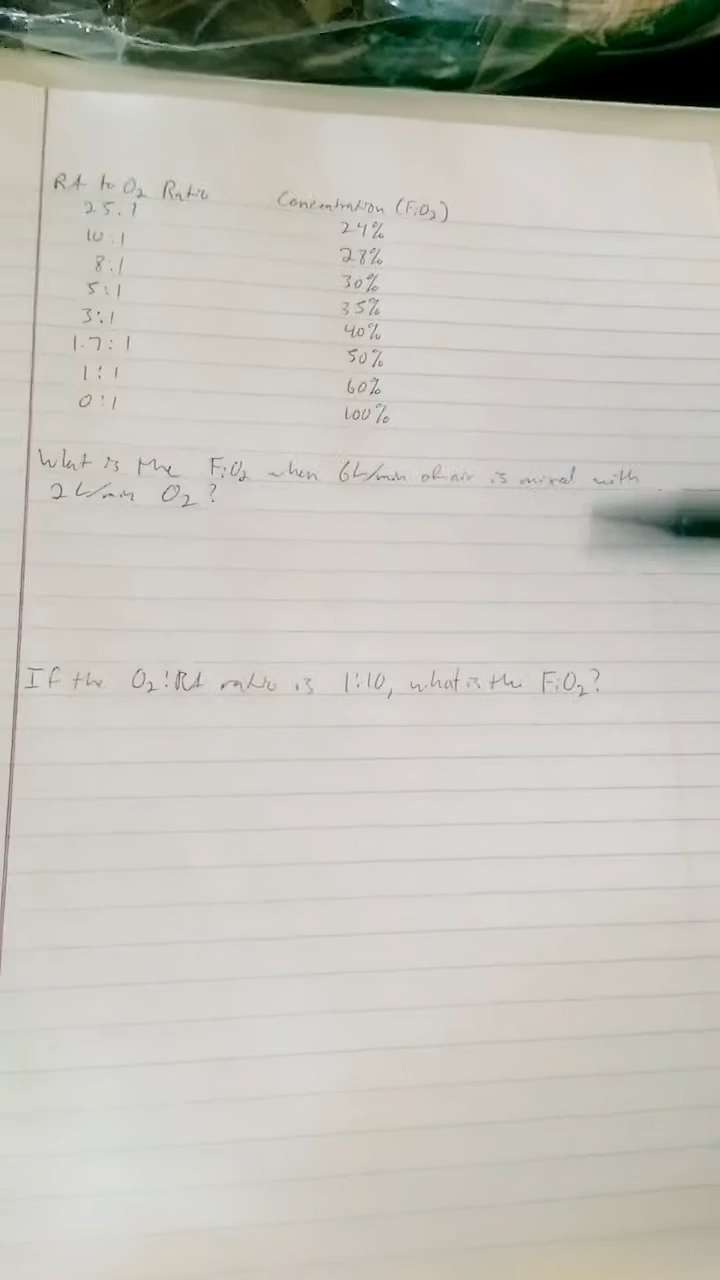 RA to O2 Ratio Concentration (FiO2)
25:1 24%
10:1 28%
8:1 30%
5:1 35%
3:1 40%
1.7:1 50%
1:1 60%
0:1 100%
What is the FiO2 when 6L/min of air is mixed with
2L/min O2?
If the O2:RA ratio is 1:10, what is the FiO2?